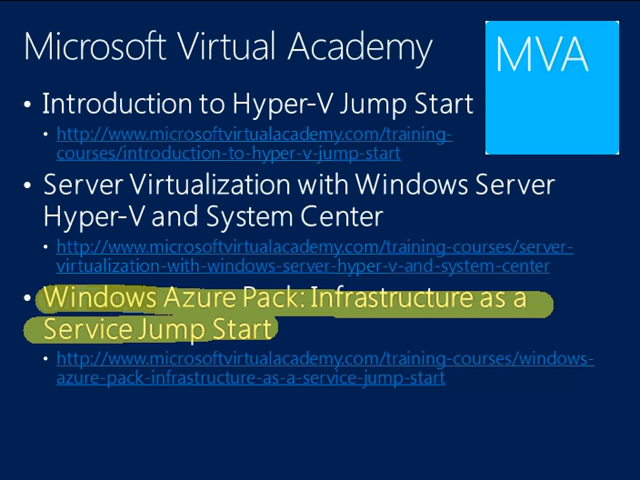 Microsoft Virtual Academy
MVA
• Introduction to Hyper-V Jump Start
• http://www.microsoftvirtualacademy.com/training-
courses/introduction-to-hyper-v-jump-start
• Server Virtualization with Windows Server
Hyper-V and System Center
• http://www.microsoftvirtualacademy.com/training-courses/server-
virtualization-with-windows-server-hyper-v-and-system-center
• Windows Azure Pack: Infrastructure as a
Service Jump Start
• http://www.microsoftvirtualacademy.com/training-courses/windows-
azure-pack-infrastructure-as-a-service-jump-start